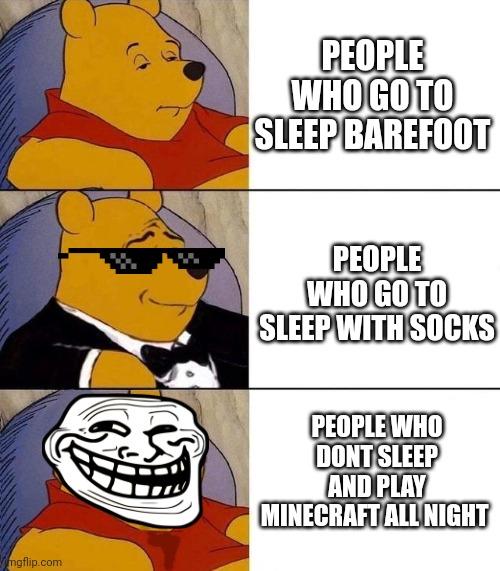 PEOPLE
WHO GO TO
SLEEP BAREFOOT
PEOPLE
WHO GO TO
SLEEP WITH SOCKS
PEOPLE WHO
DONT SLEEP
AND PLAY
MINECRAFT ALL NIGHT
imgflip.com